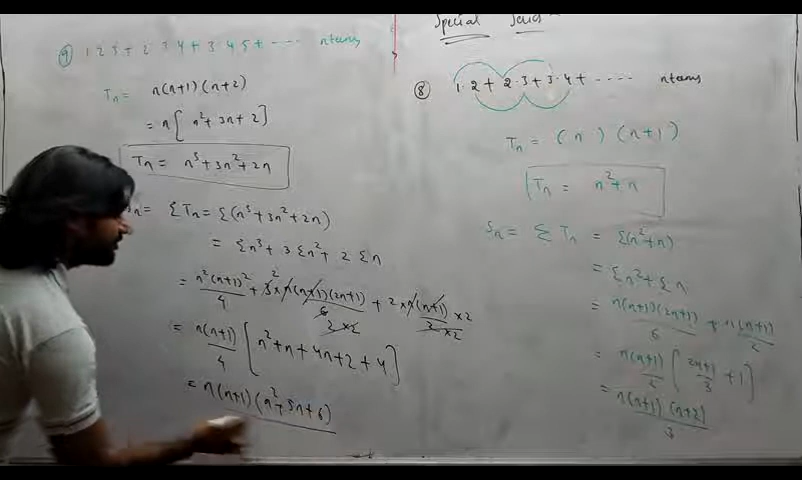 Special Series
9) 1·2·3 + 2·3·4 + 3·4·5 + ---- n terms
Tn = n(n+1)(n+2)
= n[n²+3n+2]
Tn = n³+3n²+2n
Sn = ΣTn = Σ(n³+3n²+2n)
= Σn³ + 3Σn² + 2Σn
= n²(n+1)²/4 + 3×n(n+1)(2n+1)/6 + 2×n(n+1)×2/2×2
= n(n+1)/4 [n²+n+4n+2+4]
= n(n+1)(n²+5n+6)
8) 1·2 + 2·3 + 3·4 + ---- n terms
Tn = (n)(n+1)
Tn = n²+n
Sn = ΣTn = Σ(n²+n)
= Σn²+Σn
= n(n+1)(2n+1)/6 + n(n+1)/2
= n(n+1)/2 [2n+1/3 + 1]
= n(n+1)(n+2)/3